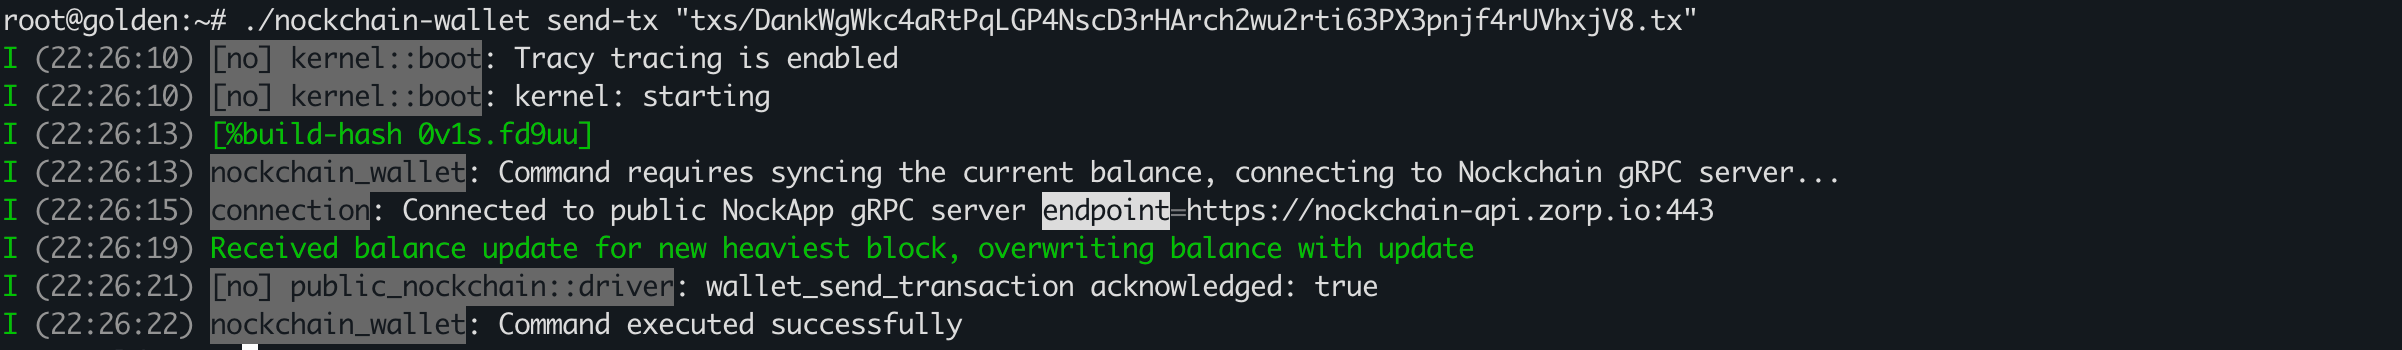 root@golden:~# ./nockchain-wallet send-tx "txs/DankWgWkc4aRtPqLGP4NscD3rHArch2wu2rti63PX3pnjf4rUVhxjV8.tx"
I (22:26:10) [no] kernel::boot: Tracy tracing is enabled
I (22:26:10) [no] kernel::boot: kernel: starting
I (22:26:13) [%build-hash 0v1s.fd9uu]
I (22:26:13) nockchain_wallet: Command requires syncing the current balance, connecting to Nockchain gRPC server...
I (22:26:15) connection: Connected to public NockApp gRPC server endpoint=https://nockchain-api.zorp.io:443
I (22:26:19) Received balance update for new heaviest block, overwriting balance with update
I (22:26:21) [no] public_nockchain::driver: wallet_send_transaction acknowledged: true
I (22:26:22) nockchain_wallet: Command executed successfully